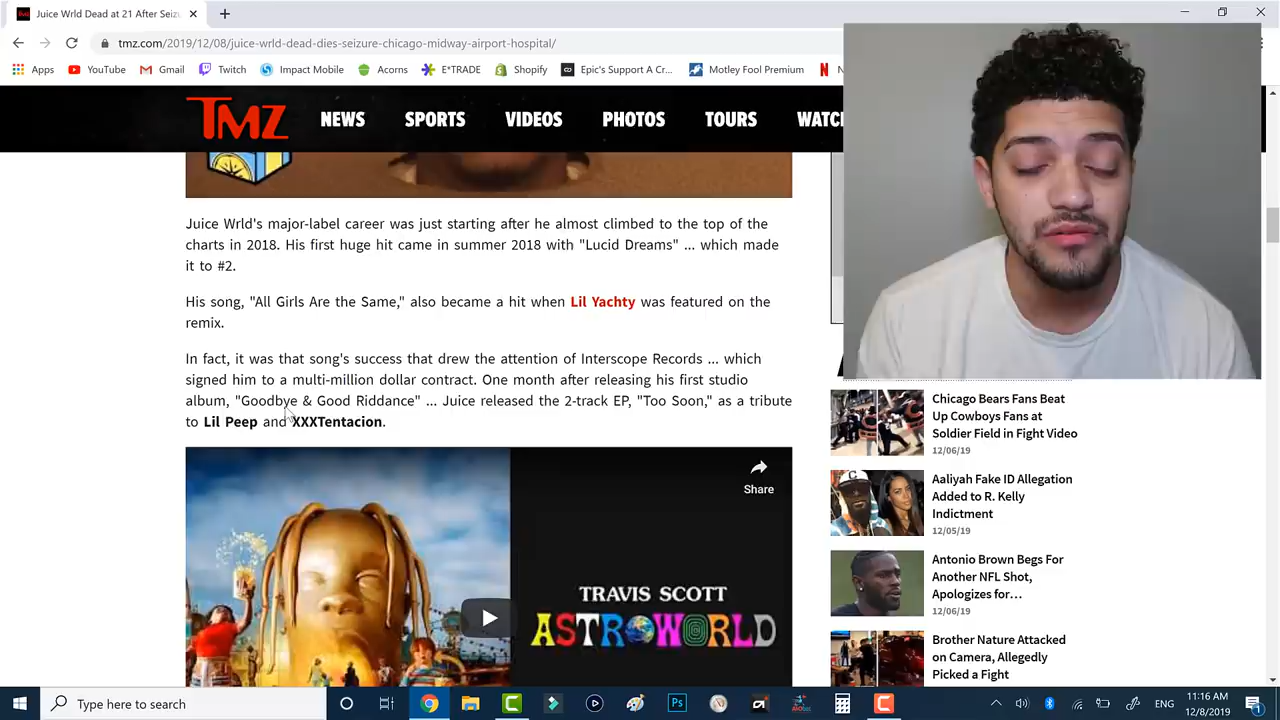 Juice Wrld Dead at 21 After Seiz
tmz.com/2019/12/08/juice-wrld-dead-dies-seizure-chicago-midway-airport-hospital/
Apps YouTube Gmail Twitch Impact Mobile Acorns E*TRADE Shopify Epic's Support A Cr... Motley Fool Premium
TMZ NEWS SPORTS VIDEOS PHOTOS TOURS WATC
Juice Wrld's major-label career was just starting after he almost climbed to the top of the
charts in 2018. His first huge hit came in summer 2018 with "Lucid Dreams" ... which made
it to #2.
His song, "All Girls Are the Same," also became a hit when Lil Yachty was featured on the
remix.
In fact, it was that song's success that drew the attention of Interscope Records ... which
signed him to a multi-million dollar contract. One month after releasing his first studio
album, "Goodbye & Good Riddance" ... Juice released the 2-track EP, "Too Soon," as a tribute
to Lil Peep and XXXTentacion.
Share
TRAVIS SCOTT
ASTROWORLD
Chicago Bears Fans Beat
Up Cowboys Fans at
Soldier Field in Fight Video
12/06/19
Aaliyah Fake ID Allegation
Added to R. Kelly
Indictment
12/05/19
Antonio Brown Begs For
Another NFL Shot,
Apologizes for...
12/06/19
Brother Nature Attacked
on Camera, Allegedly
Picked a Fight
Type here to search
ENG
11:16 AM
12/8/2019